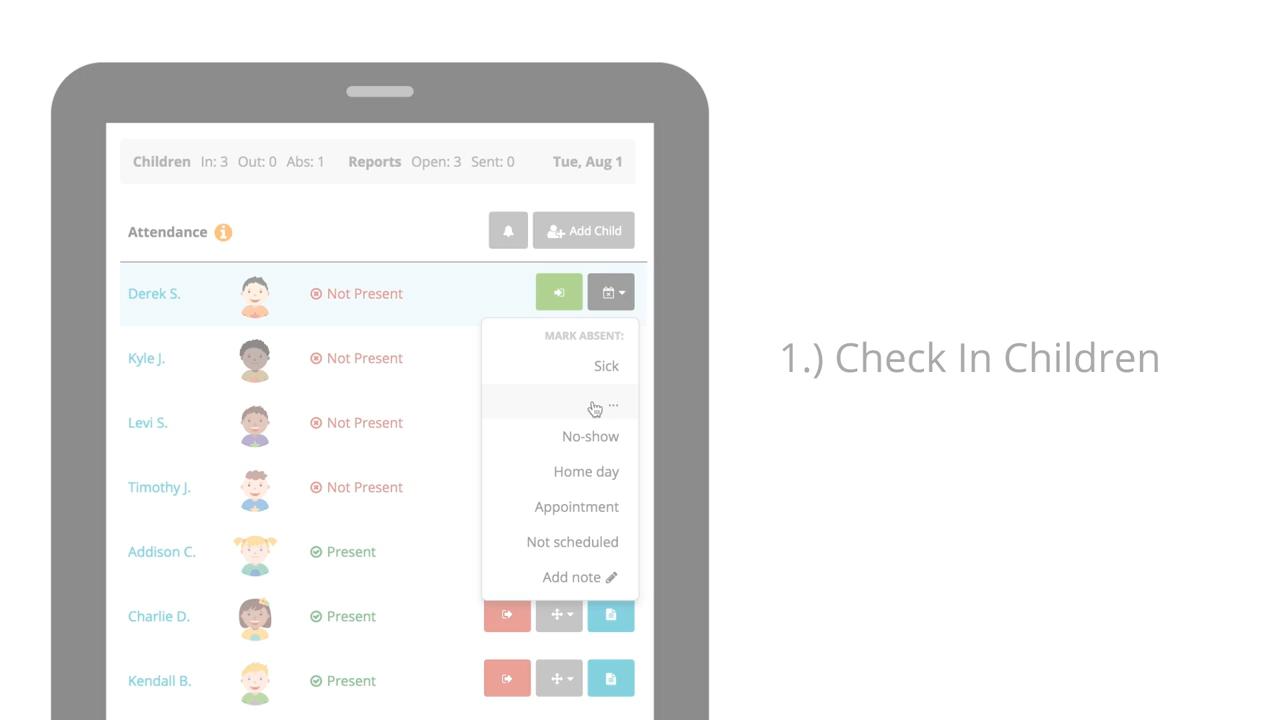 Children In: 3 Out: 0 Abs: 1 Reports Open: 3 Sent: 0 Tue, Aug 1
Attendance
Add Child
Derek S. Not Present
MARK ABSENT:
Sick
...
No-show
Home day
Appointment
Not scheduled
Add note
Kyle J. Not Present
Levi S. Not Present
Timothy J. Not Present
Addison C. Present
Charlie D. Present
Kendall B. Present
1.) Check In Children